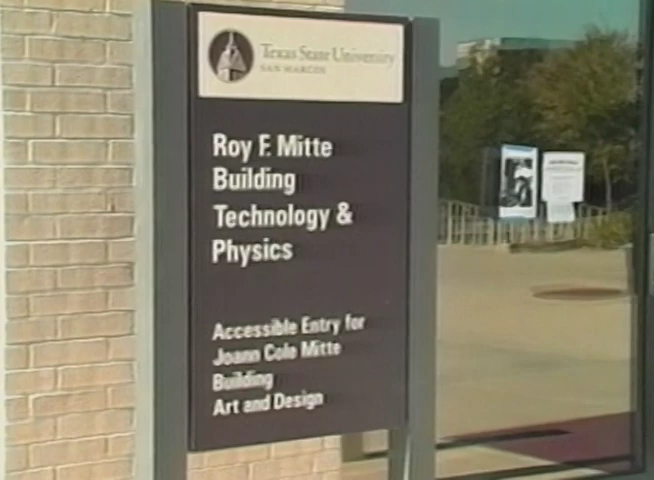 Texas State University
SAN MARCOS
Roy F. Mitte
Building
Technology &
Physics
Accessible Entry for
Joann Cole Mitte
Building
Art and Design